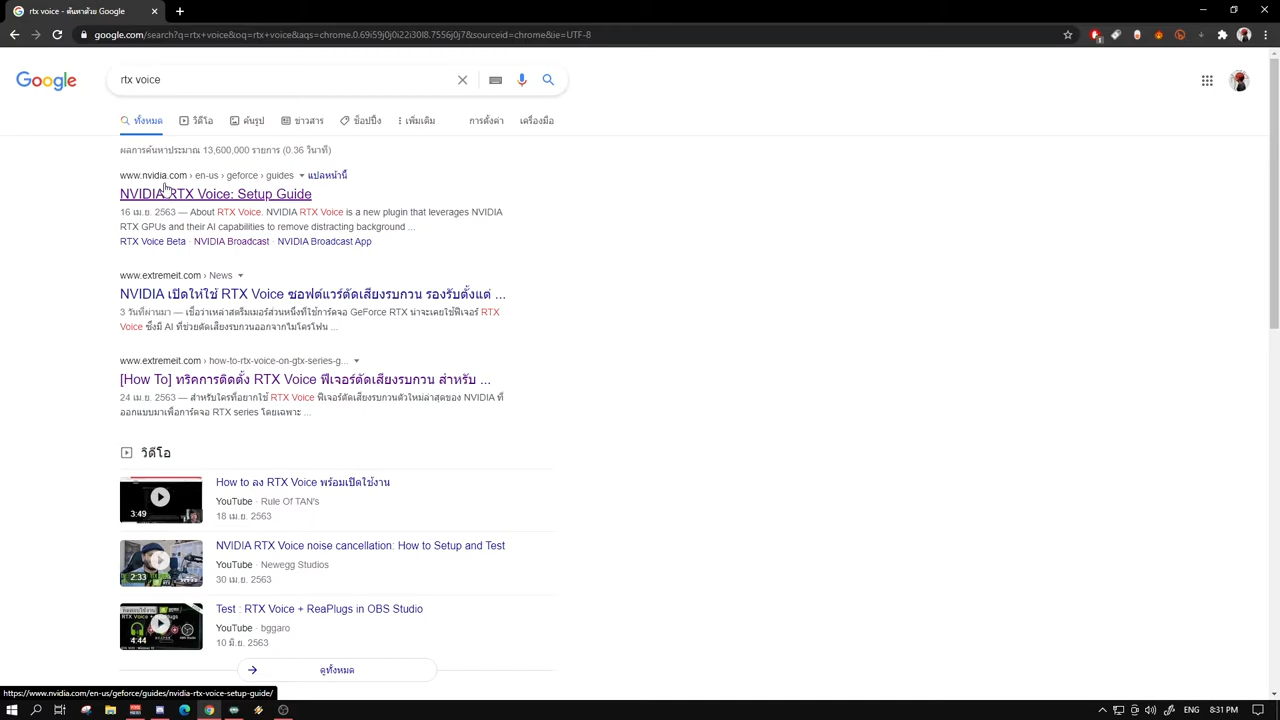 rtx voice - ค้นหาด้วย Google
google.com/search?q=rtx+voice&oq=rtx+voice&aqs=chrome.0.69i59j0j0i22i30l8.7556j0j7&sourceid=chrome&ie=UTF-8
Google
rtx voice
ทั้งหมด
วิดีโอ
ค้นรูป
ข่าวสาร
ช็อปปิ้ง
เพิ่มเติม
การตั้งค่า
เครื่องมือ
ผลการค้นหาประมาณ 13,600,000 รายการ (0.36 วินาที)
www.nvidia.com › en-us › geforce › guides ▾ แปลหน้านี้
NVIDIA RTX Voice: Setup Guide
16 เม.ย. 2563 — About RTX Voice. NVIDIA RTX Voice is a new plugin that leverages NVIDIA
RTX GPUs and their AI capabilities to remove distracting background ...
RTX Voice Beta · NVIDIA Broadcast · NVIDIA Broadcast App
www.extremeit.com › News ▾
NVIDIA เปิดให้ใช้ RTX Voice ซอฟต์แวร์ตัดเสียงรบกวน รองรับตั้งแต่ ...
3 วันที่ผ่านมา — เชื่อว่าเหล่าสตรีมเมอร์ส่วนหนึ่งที่ใช้การ์ดจอ GeForce RTX น่าจะเคยใช้ฟีเจอร์ RTX
Voice ซึ่งมี AI ที่ช่วยตัดเสียงรบกวนออกจากไมโครโฟน ...
www.extremeit.com › how-to-rtx-voice-on-gtx-series-g... ▾
[How To] ทริคการติดตั้ง RTX Voice ฟีเจอร์ตัดเสียงรบกวน สำหรับ ...
24 เม.ย. 2563 — สำหรับใครที่อยากใช้ RTX Voice ฟีเจอร์ตัดเสียงรบกวนตัวใหม่ล่าสุดของ NVIDIA ที่
ออกแบบมาเพื่อการ์ดจอ RTX series โดยเฉพาะ ...
วิดีโอ
How to ลง RTX Voice พร้อมเปิดใช้งาน
YouTube · Rule Of TAN's
18 เม.ย. 2563
3:49
NVIDIA RTX Voice noise cancellation: How to Setup and Test
YouTube · Newegg Studios
30 เม.ย. 2563
2:33
Test : RTX Voice + ReaPlugs in OBS Studio
YouTube · bggaro
10 มิ.ย. 2563
4:44
ดูทั้งหมด
https://www.nvidia.com/en-us/geforce/guides/nvidia-rtx-voice-setup-guide/
ENG 8:31 PM